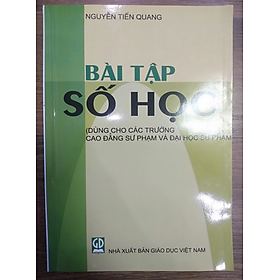 NGUYỄN TIẾN QUANG
BÀI TẬP
SỐ HỌC
(DÙNG CHO CÁC TRƯỜNG
CAO ĐẲNG SƯ PHẠM VÀ ĐẠI HỌC SƯ PHẠM
NHÀ XUẤT BẢN GIÁO DỤC VIỆT NAM